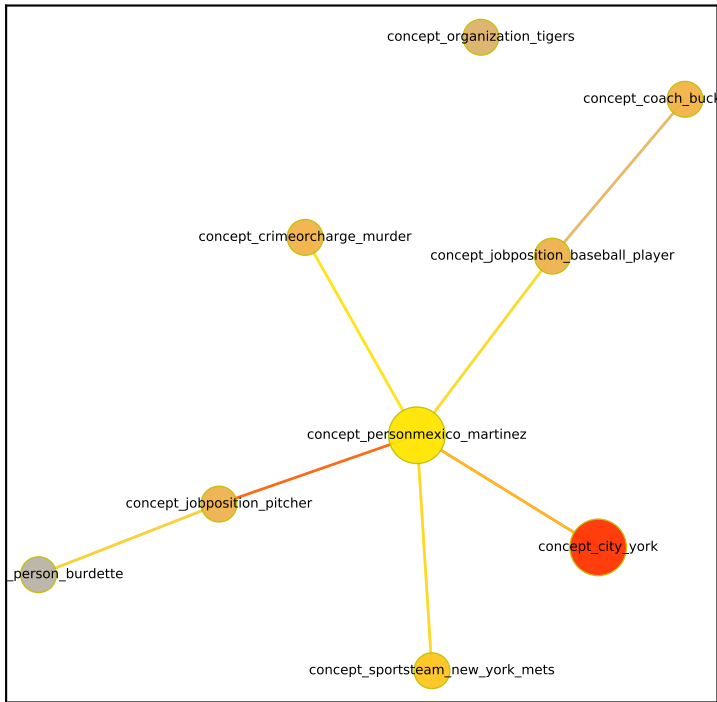 concept_organization_tigers
concept_coach_buck
concept_crimeorcharge_murder
concept_jobposition_baseball_player
concept_personmexico_martinez
concept_jobposition_pitcher
concept_city_york
_person_burdette
concept_sportsteam_new_york_mets